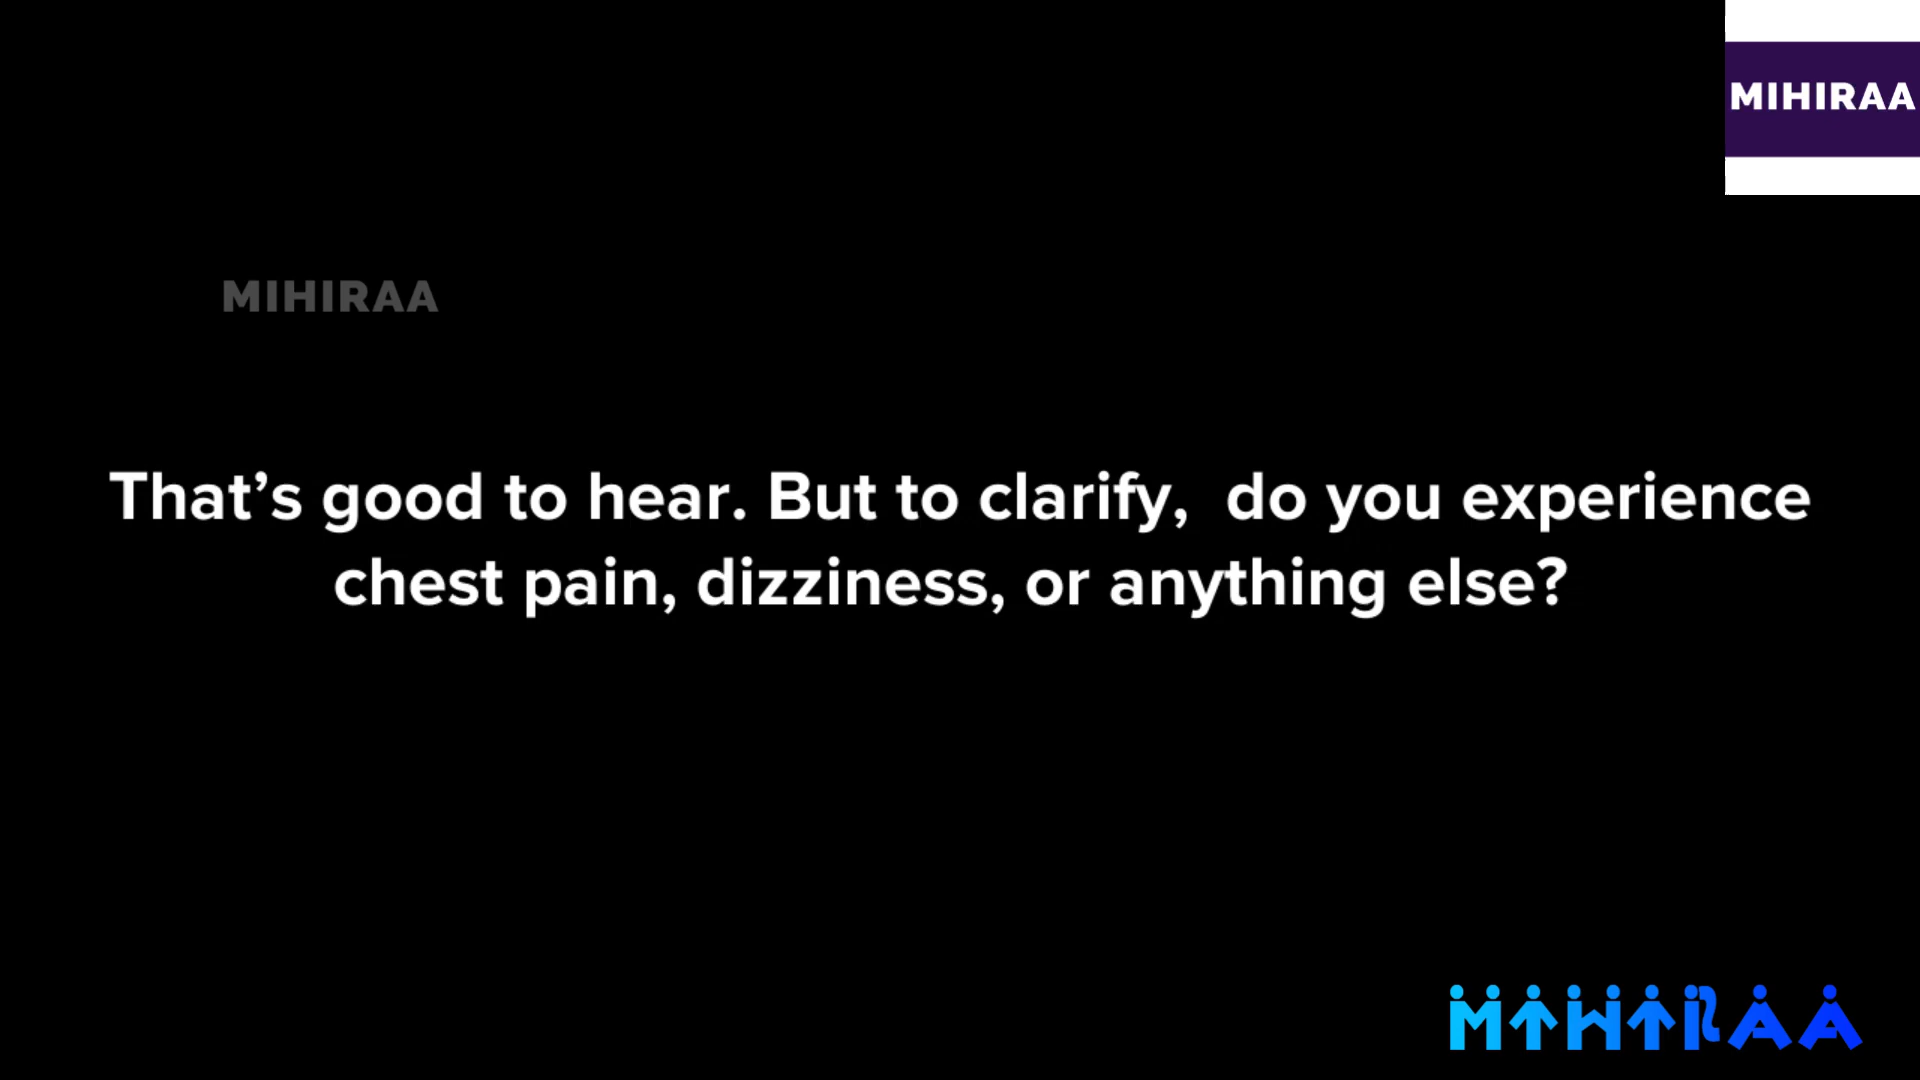 MIHIRAA
MIHIRAA
That’s good to hear. But to clarify,  do you experience
chest pain, dizziness, or anything else?
MIHIRAA